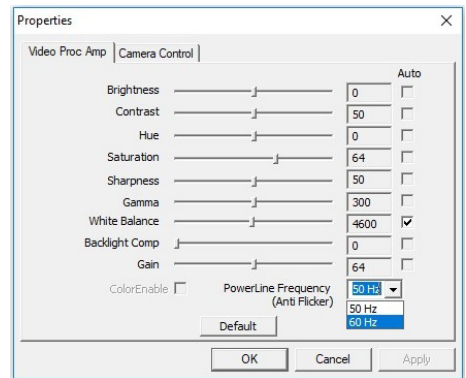 Properties
Video Proc Amp Camera Control
Auto
Brightness 0
Contrast 50
Hue 0
Saturation 64
Sharpness 50
Gamma 300
White Balance 4600
Backlight Comp 0
Gain 64
ColorEnable PowerLine Frequency 50 Hz
(Anti Flicker)
50 Hz
60 Hz
Default
OK Cancel Apply